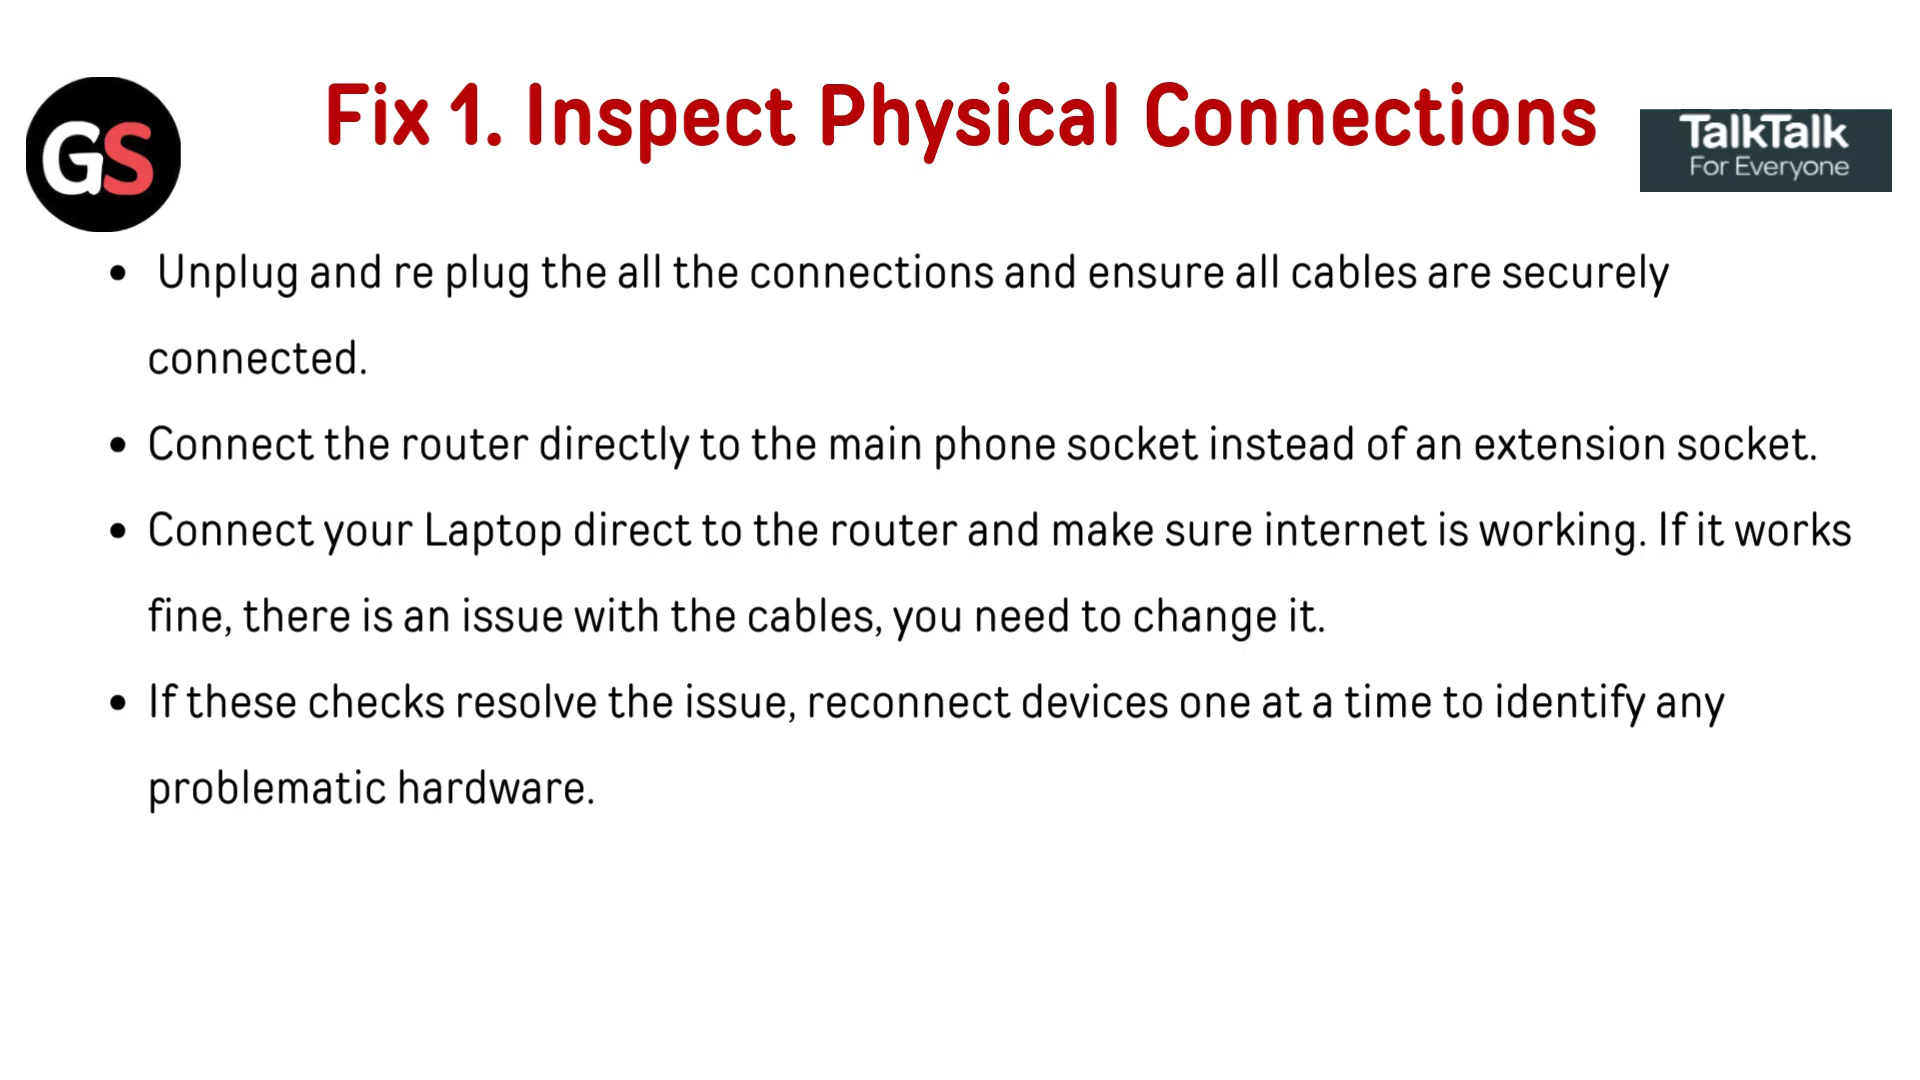 GS
Fix 1. Inspect Physical Connections
TalkTalk
For Everyone
• Unplug and re plug the all the connections and ensure all cables are securely
connected.
• Connect the router directly to the main phone socket instead of an extension socket.
• Connect your Laptop direct to the router and make sure internet is working. If it works
fine, there is an issue with the cables, you need to change it.
• If these checks resolve the issue, reconnect devices one at a time to identify any
problematic hardware.